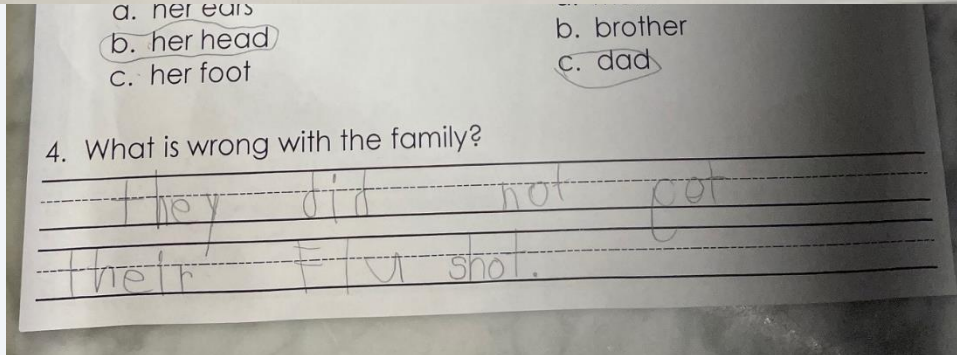 a. her ears
b. her head
c. her foot
b. brother
c. dad
4. What is wrong with the family?
they did not got
their Flu shot.